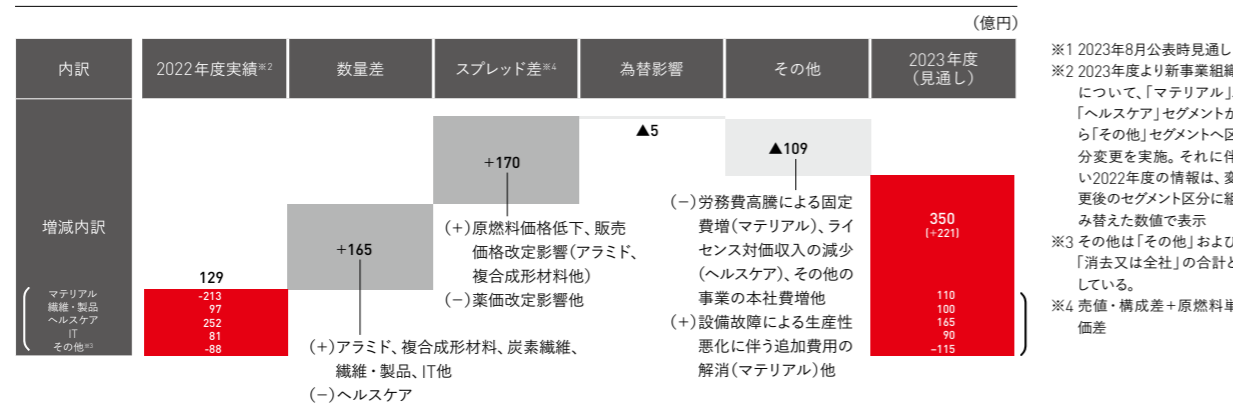 (億円)
内訳
2022年度実績※2
数量差
スプレッド差※4
為替影響
その他
2023年度
(見通し)
増減内訳
マテリアル
繊維・製品
ヘルスケア
IT
その他※3
129
-213
97
252
81
-88
+165
(+)アラミド、複合成形材料、炭素繊維、
繊維・製品、IT他
(−)ヘルスケア
+170
(+)原燃料価格低下、販売
価格改定影響(アラミド、
複合成形材料他)
(−)薬価改定影響他
▲5
▲109
(−)労務費高騰による固定
費増(マテリアル)、ライ
センス対価収入の減少
(ヘルスケア)、その他の
事業の本社費増他
(+)設備故障による生産性
悪化に伴う追加費用の
解消(マテリアル)他
350
(+221)
110
100
165
90
-115
※1 2023年8月公表時見通し
※2 2023年度より新事業組
について、「マテリアル」
「ヘルスケア」セグメントか
ら「その他」セグメントへ区
分変更を実施。それに伴
い2022年度の情報は、変
更後のセグメント区分に組
み替えた数値で表示
※3 その他は「その他」および
「消去又は全社」の合計と
している。
※4 売値・構成差+原燃料単
価差